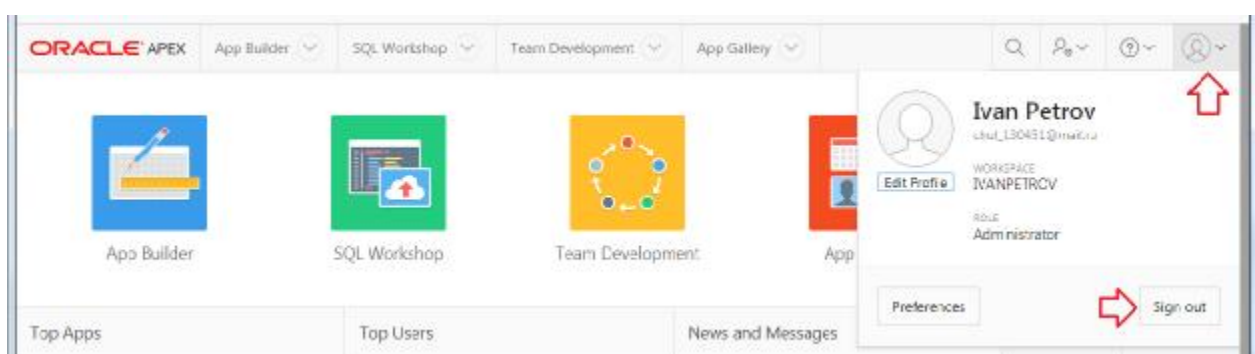 ORACLE APEX App Builder SQL Workshop Team Development App Gallery
Ivan Petrov
WORKSPACE
Edit Profile IVANPETROV
ROLE
Administrator
App Builder SQL Workshop Team Development App
Preferences Sign out
Top Apps Top Users News and Messages